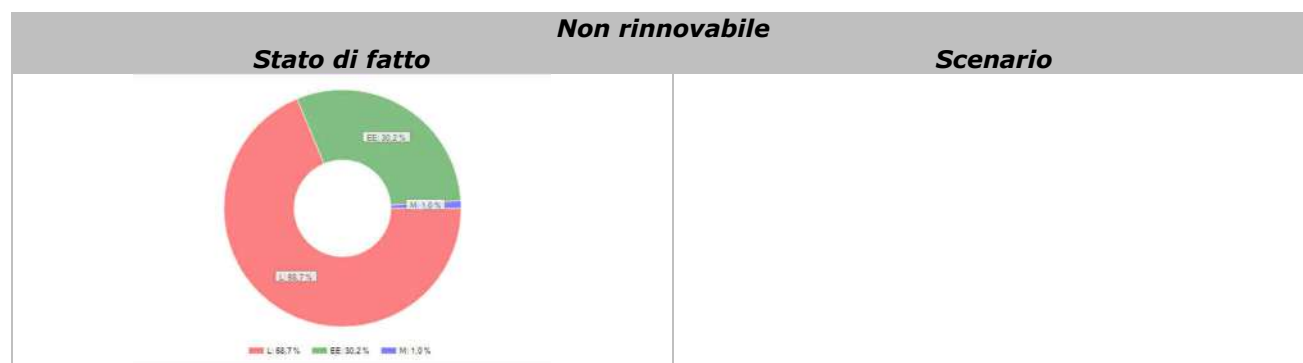 Non rinnovabile
Stato di fatto
Scenario
EE: 30,2 %
M: 1,0 %
L: 68,7 %
L: 68,7 % EE: 30,2 % M: 1,0 %